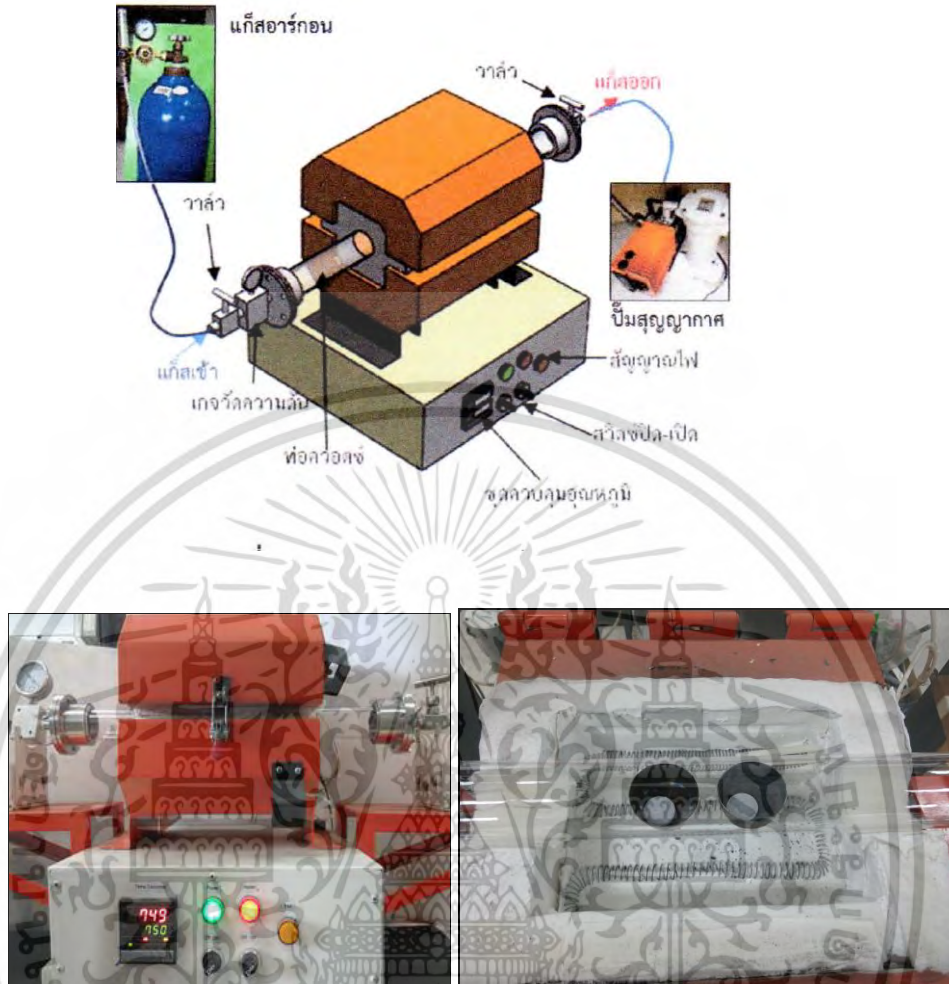 แก๊สอาร์กอน
วาล์ว
แก๊สออก
วาล์ว
ปั๊มสุญญากาศ
แก๊สเข้า
สัญญาณไฟ
เกจวัดความดัน
สวิตช์ปิด-เปิด
ท่อควอตซ์
ชุดควบคุมอุณหภูมิ
749
750